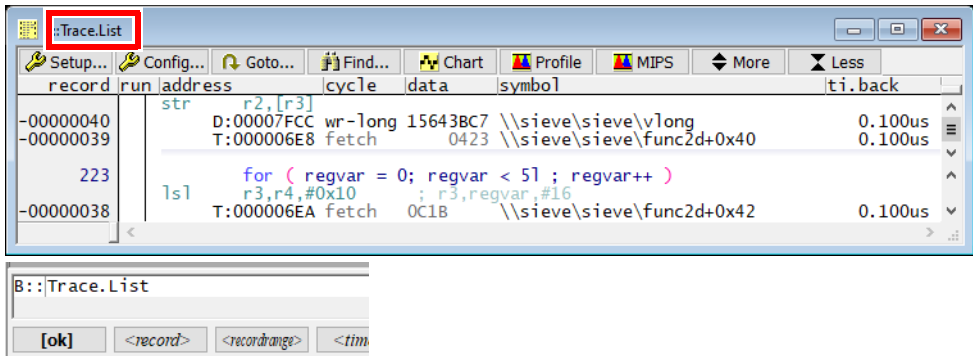 ::Trace.List
Setup... Config... Goto... Find... Chart Profile MIPS More Less
record run address cycle data symbol ti.back
str r2,[r3]
-00000040 D:00007FCC wr-long 15643BC7 \\sieve\sieve\vlong 0.100us
-00000039 T:000006E8 fetch 0423 \\sieve\sieve\func2d+0x40 0.100us
223 for ( regvar = 0; regvar < 5l ; regvar++ )
lsl r3,r4,#0x10 ; r3,regvar,#16
-00000038 T:000006EA fetch 0C1B \\sieve\sieve\func2d+0x42 0.100us
B::Trace.List
[ok] <record> <recordrange> <tim